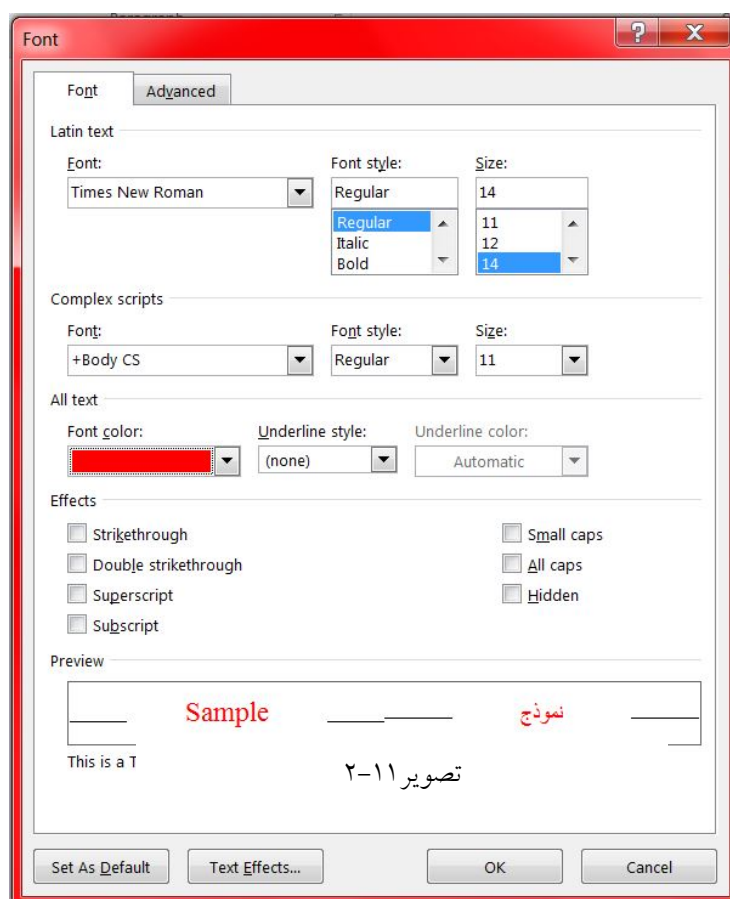 Font
Font Advanced
Latin text
Font: Font style: Size:
Times New Roman Regular 14
Regular 11
Italic 12
Bold 14
Complex scripts
Font: Font style: Size:
+Body CS Regular 11
All text
Font color: Underline style: Underline color:
(none) Automatic
Effects
Strikethrough Small caps
Double strikethrough All caps
Superscript Hidden
Subscript
Preview
Sample نموذج
This is a T
تصویر ۱۱-۲
Set As Default Text Effects... OK Cancel